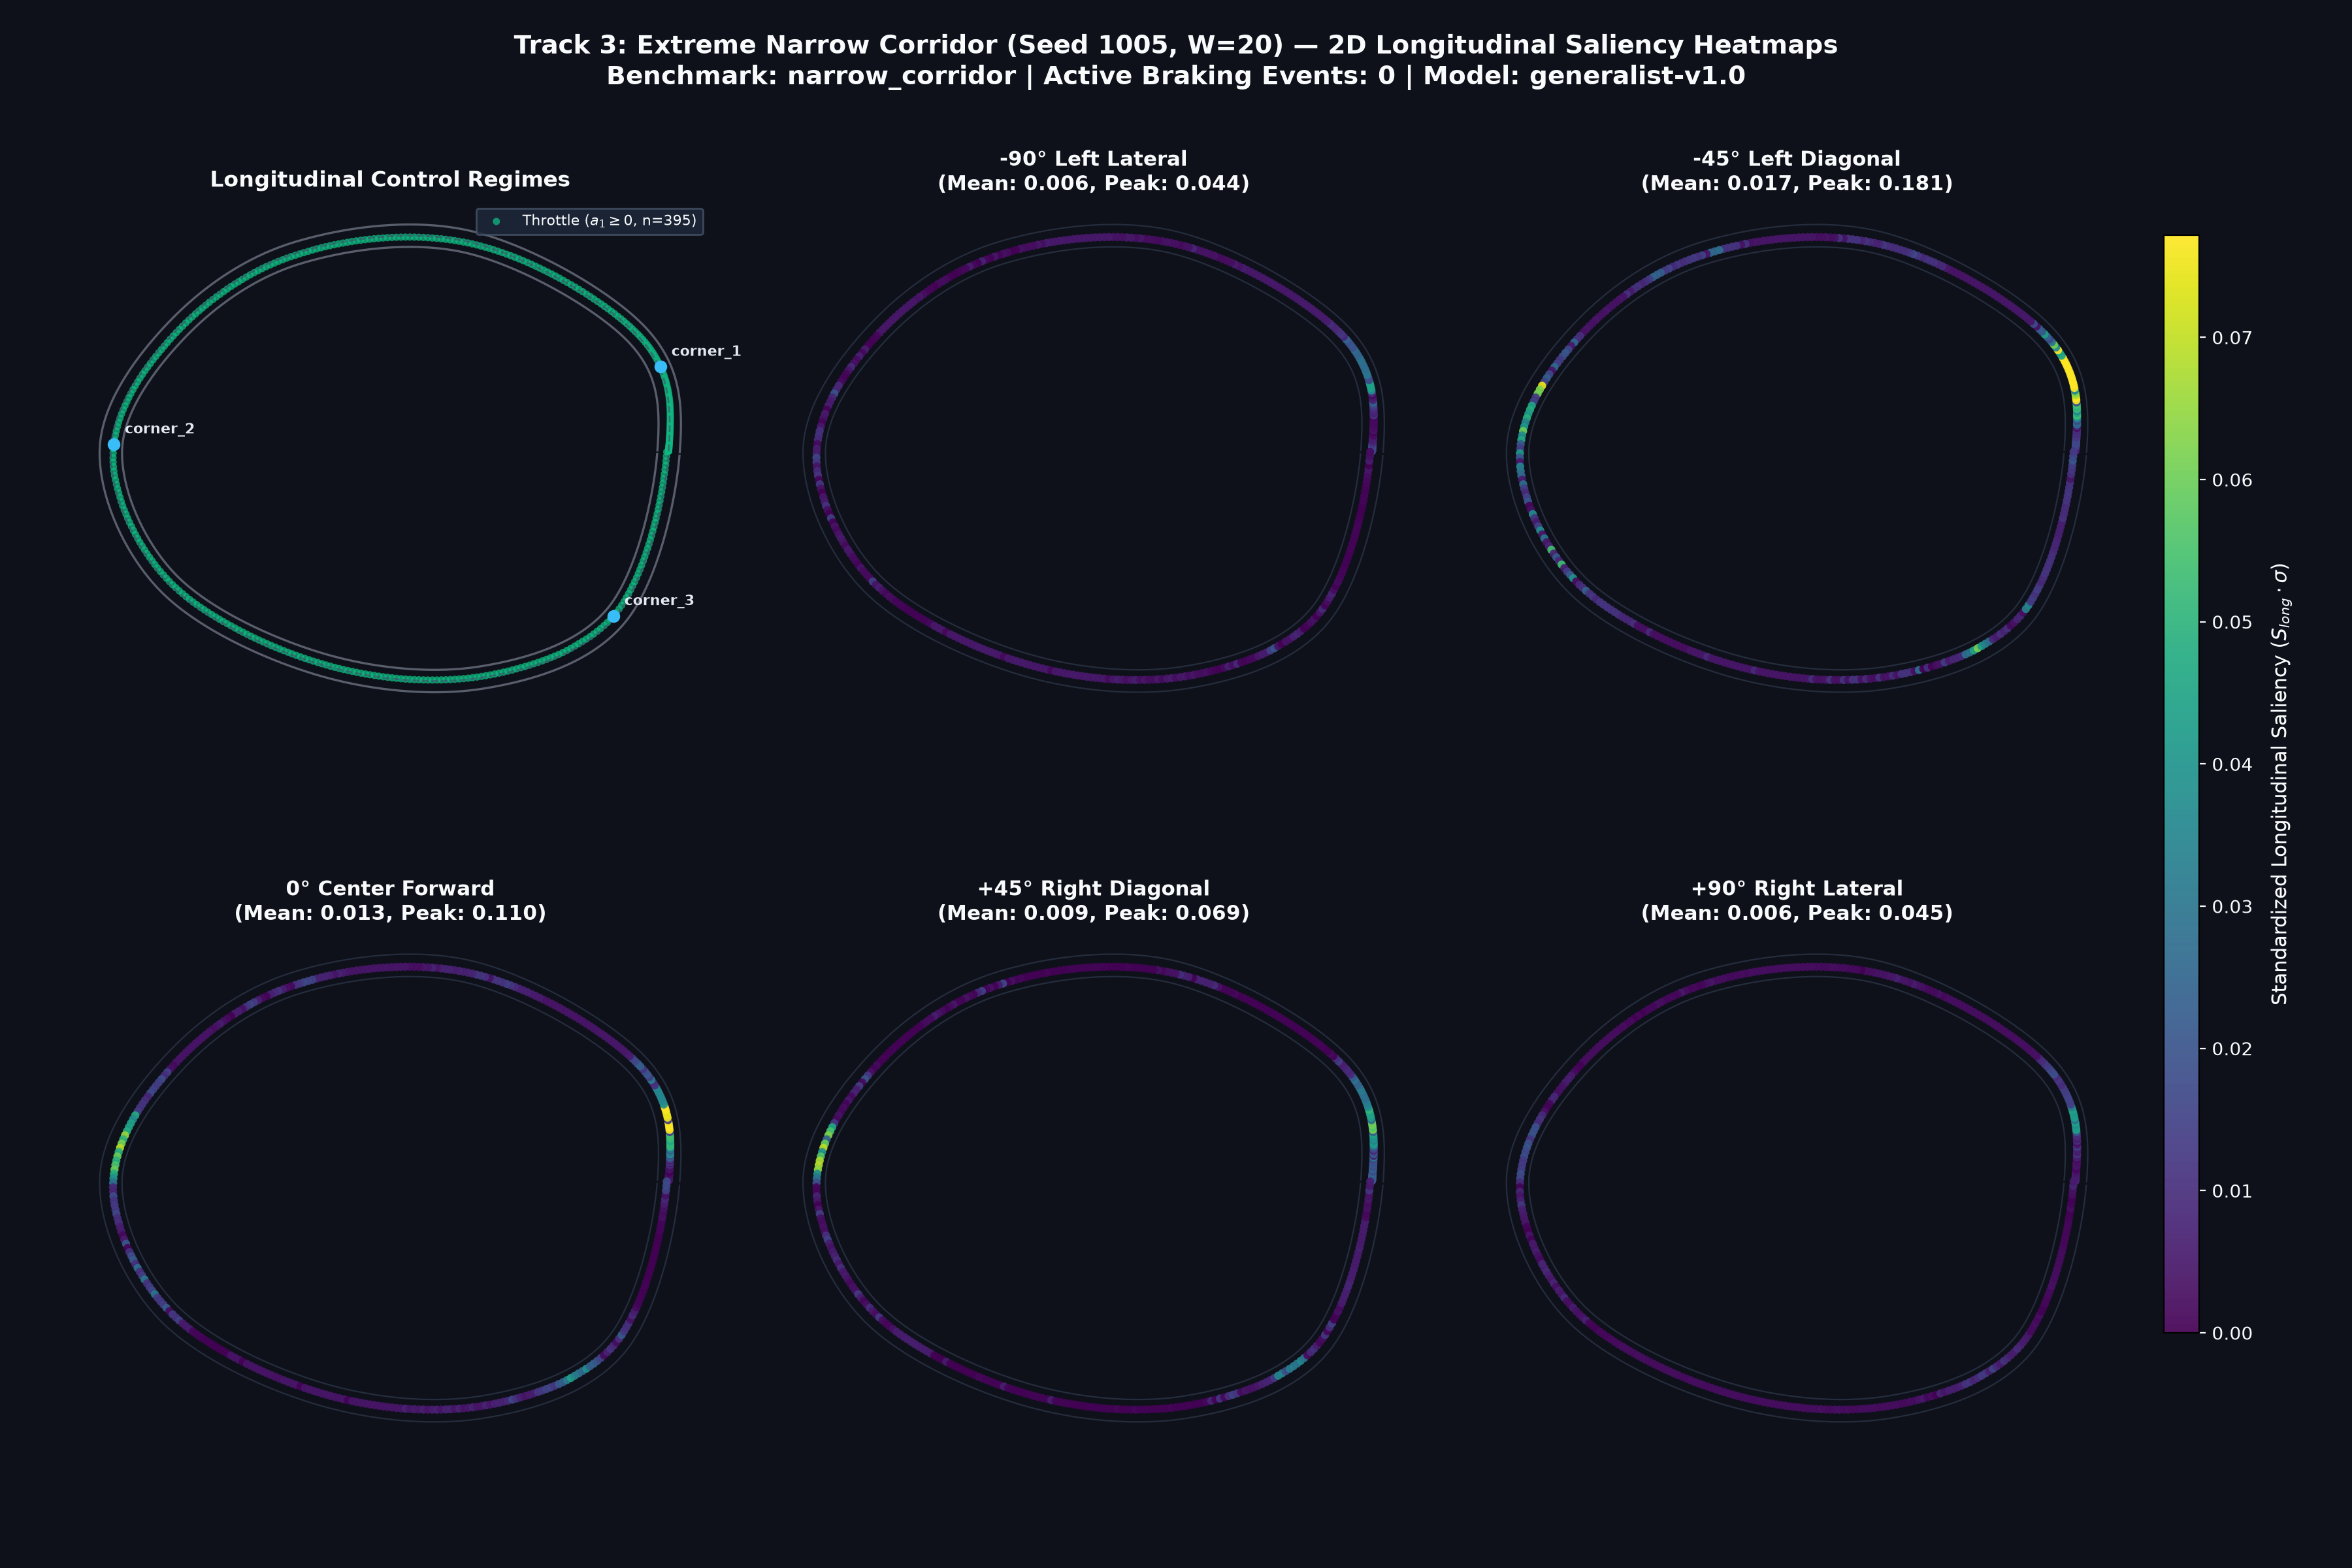 Track 3: Extreme Narrow Corridor (Seed 1005, W=20) — 2D Longitudinal Saliency Heatmaps
Benchmark: narrow_corridor | Active Braking Events: 0 | Model: generalist-v1.0
Longitudinal Control Regimes
Throttle (a₁ ≥ 0, n=395)
corner_1
corner_2
corner_3
-90° Left Lateral
(Mean: 0.006, Peak: 0.044)
-45° Left Diagonal
(Mean: 0.017, Peak: 0.181)
0° Center Forward
(Mean: 0.013, Peak: 0.110)
+45° Right Diagonal
(Mean: 0.009, Peak: 0.069)
+90° Right Lateral
(Mean: 0.006, Peak: 0.045)
0.07
0.06
0.05
0.04
0.03
0.02
0.01
0.00
Standardized Longitudinal Saliency (S_long · σ)